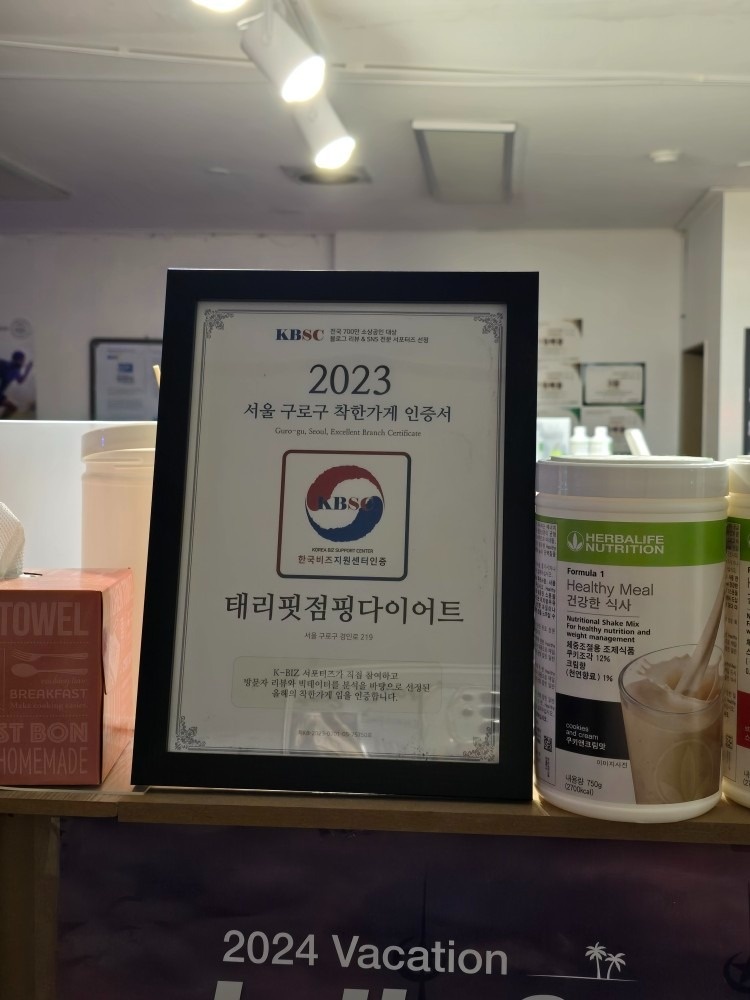 KBSC 전국 700만 소상공인 대상
블로그 리뷰 & SNS 전문 서포터즈 선정
2023
서울 구로구 착한가게 인증서
Guro-gu, Seoul, Excellent Branch Certificate
KBSC
KOREA BIZ SUPPORT CENTER
한국비즈지원센터인증
태리핏점핑다이어트
서울 구로구 경인로 219
K-BIZ 서포터즈가 직접 참여하고
방문자 리뷰와 빅데이터를 분석을 바탕으로 선정된
올해의 착한가게 임을 인증합니다.
TOWEL
BREAKFAST
ST BON
HOMEMADE
HERBALIFE
NUTRITION
Formula 1
Healthy Meal
건강한 식사
Nutritional Shake Mix
For healthy nutrition and
weight management
체중조절용 조제식품
쿠키조각 12%
크림향
(천연향료) 1%
cookies
and cream
쿠키앤크림맛
이미지사진
내용량 750g
(2700kcal)
2024 Vacation